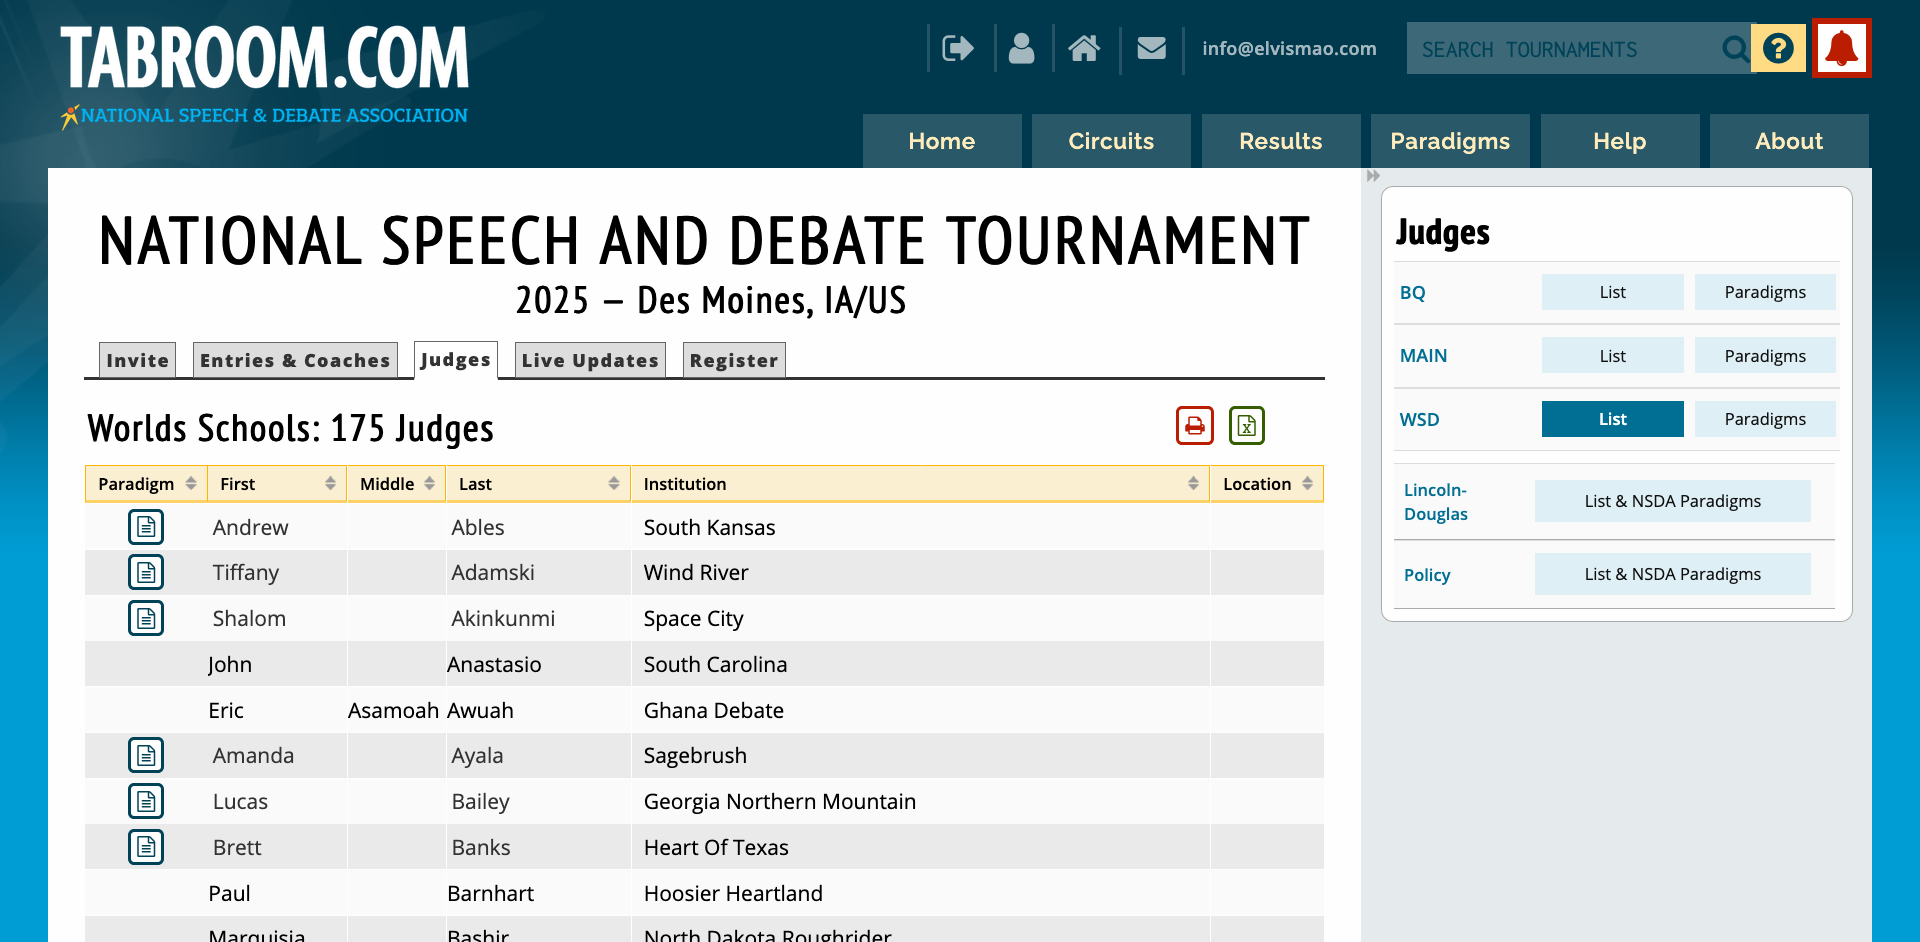 TABROOM.COM
NATIONAL SPEECH & DEBATE ASSOCIATION
info@elvismao.com
SEARCH TOURNAMENTS
?
Home Circuits Results Paradigms Help About
NATIONAL SPEECH AND DEBATE TOURNAMENT
2025 — Des Moines, IA/US
Invite Entries & Coaches Judges Live Updates Register
Worlds Schools: 175 Judges
Paradigm First Middle Last Institution Location
Andrew Ables South Kansas
Tiffany Adamski Wind River
Shalom Akinkunmi Space City
John Anastasio South Carolina
Eric Asamoah Awuah Ghana Debate
Amanda Ayala Sagebrush
Lucas Bailey Georgia Northern Mountain
Brett Banks Heart Of Texas
Paul Barnhart Hoosier Heartland
Marquisia Bashir North Dakota Roughrider
Judges
BQ List Paradigms
MAIN List Paradigms
WSD List Paradigms
Lincoln-
Douglas List & NSDA Paradigms
Policy List & NSDA Paradigms